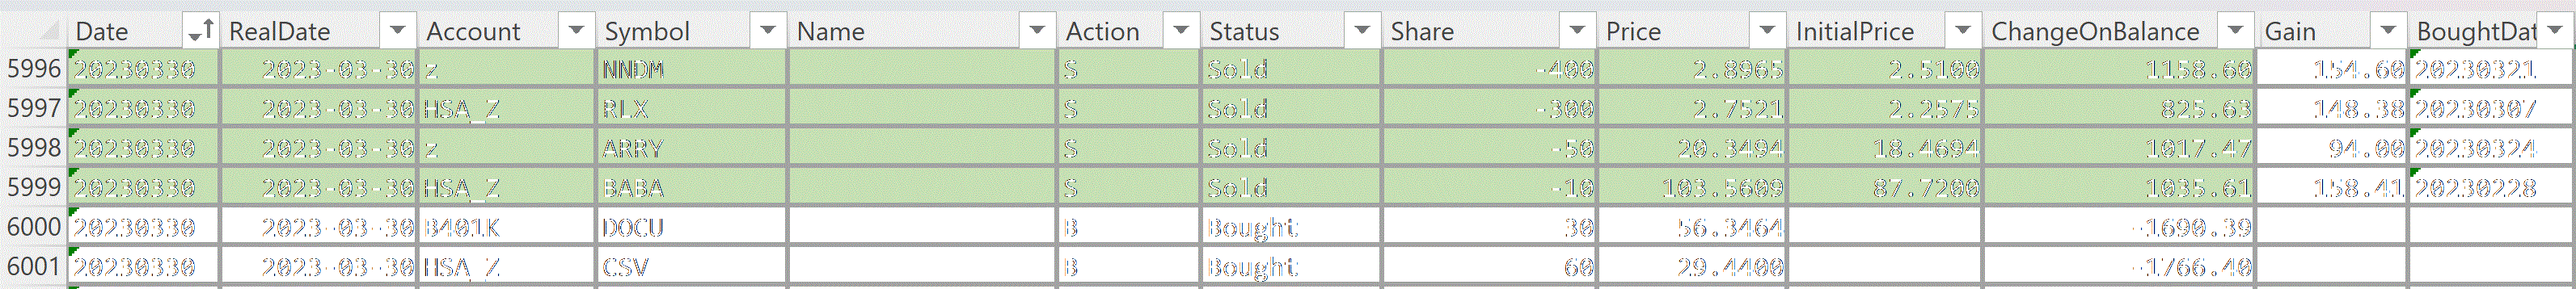 Date RealDate Account Symbol Name Action Status Share Price InitialPrice ChangeOnBalance Gain BoughtDat
5996 20230330 2023-03-30 z NNDM S Sold -400 2.8965 2.5100 1158.60 154.60 20230321
5997 20230330 2023-03-30 HSA_Z RLX S Sold -300 2.7521 2.2575 825.63 148.38 20230307
5998 20230330 2023-03-30 z ARRY S Sold -50 20.3494 18.4694 1017.47 94.00 20230324
5999 20230330 2023-03-30 HSA_Z BABA S Sold -10 103.5609 87.7200 1035.61 158.41 20230228
6000 20230330 2023-03-30 B401K DOCU B Bought 30 56.3464 -1690.39
6001 20230330 2023-03-30 HSA_Z CSV B Bought 60 29.4400 -1766.40